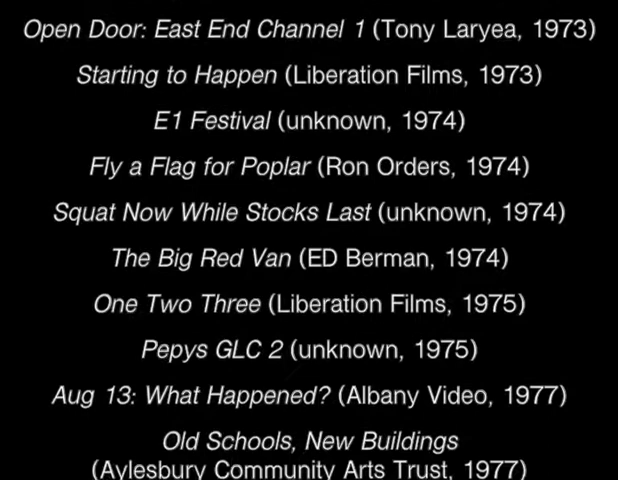 Open Door: East End Channel 1 (Tony Laryea, 1973)
Starting to Happen (Liberation Films, 1973)
E1 Festival (unknown, 1974)
Fly a Flag for Poplar (Ron Orders, 1974)
Squat Now While Stocks Last (unknown, 1974)
The Big Red Van (ED Berman, 1974)
One Two Three (Liberation Films, 1975)
Pepys GLC 2 (unknown, 1975)
Aug 13: What Happened? (Albany Video, 1977)
Old Schools, New Buildings
(Aylesbury Community Arts Trust, 1977)